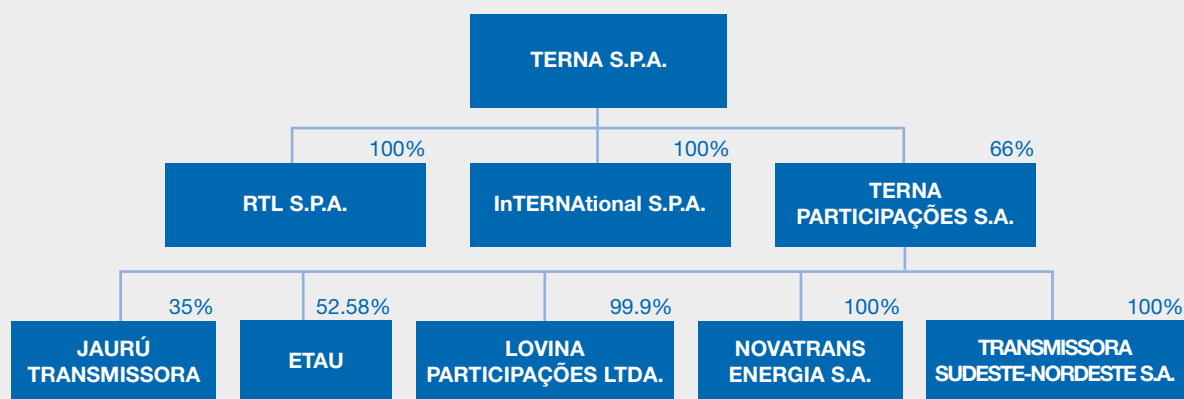 TERNA S.P.A.
100%
100%
66%
RTL S.P.A.
InTERNAtional S.P.A.
TERNA
PARTICIPAÇÕES S.A.
35%
52.58%
99.9%
100%
100%
JAURÚ
TRANSMISSORA
ETAU
LOVINA
PARTICIPAÇÕES LTDA.
NOVATRANS
ENERGIA S.A.
TRANSMISSORA
SUDESTE-NORDESTE S.A.